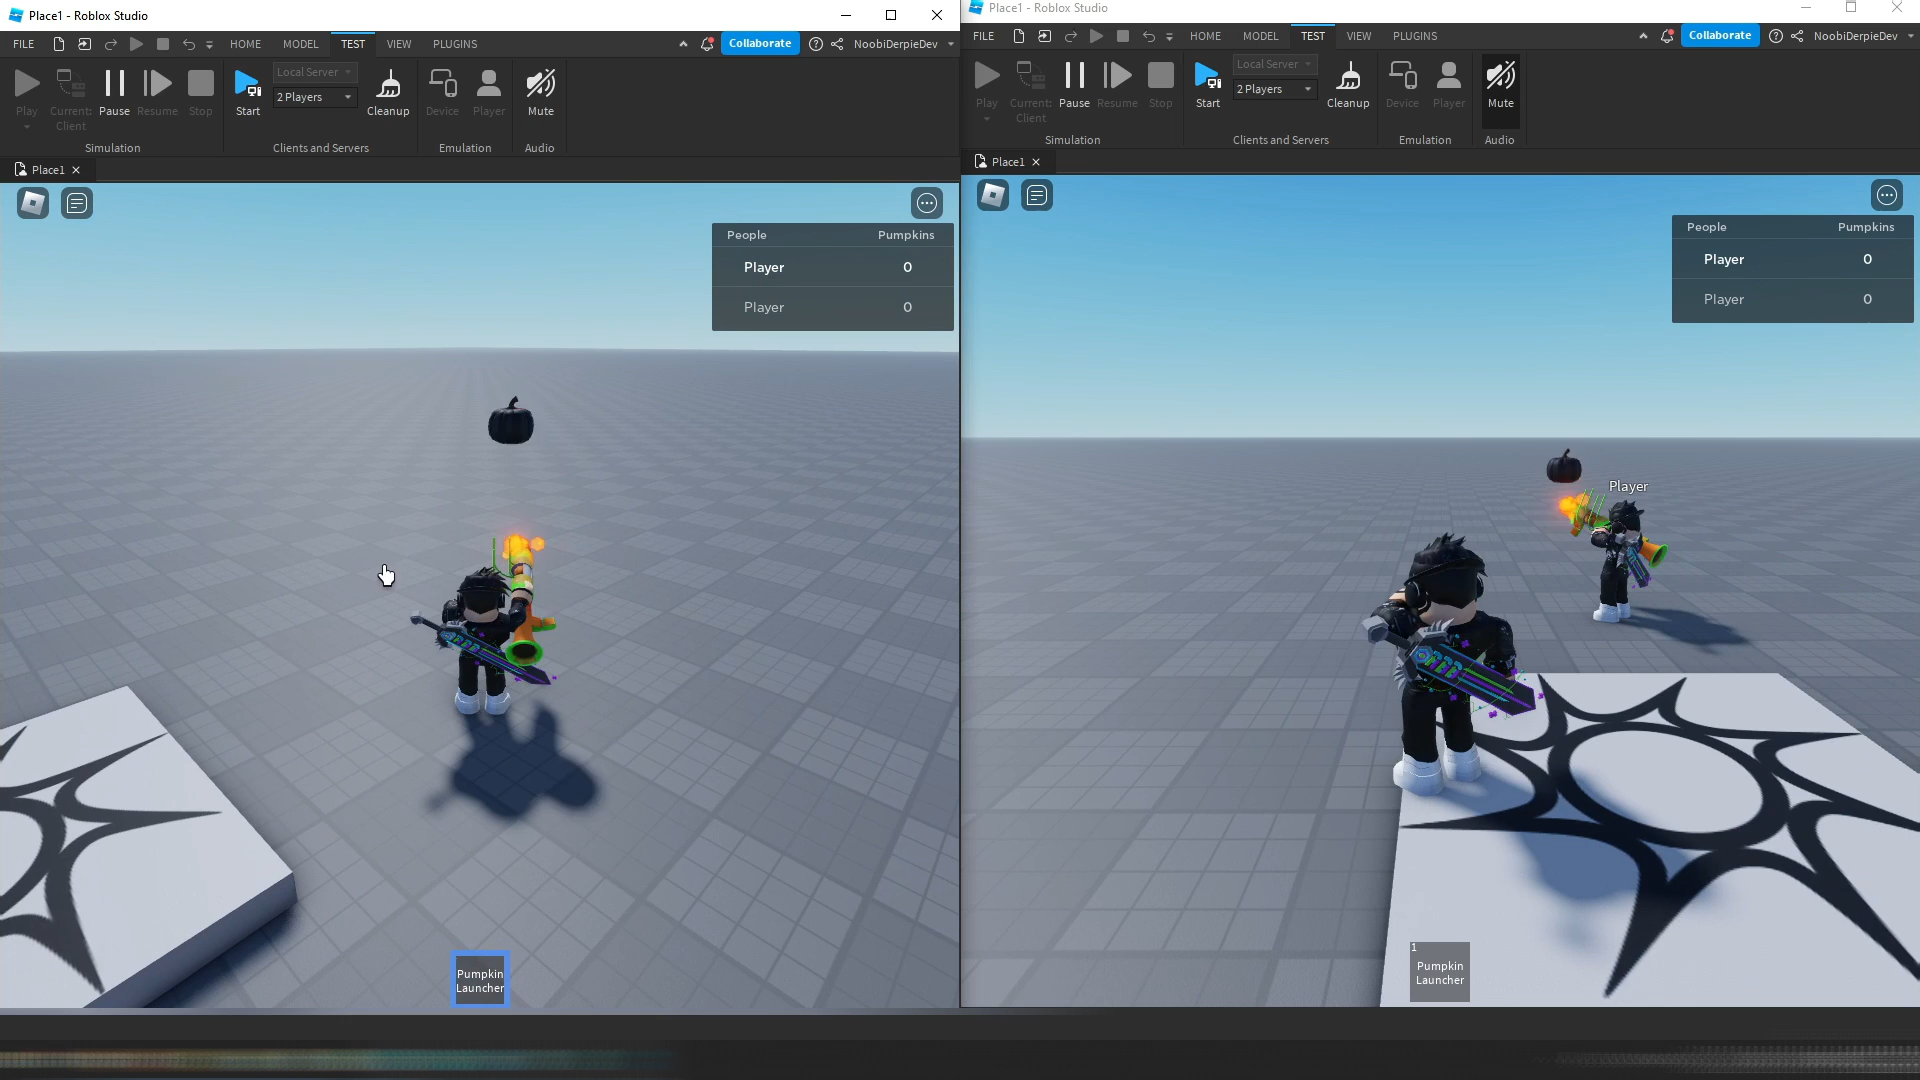 Place1 - Roblox Studio
FILE HOME MODEL TEST VIEW PLUGINS Collaborate NoobiDerpieDev
Local Server
2 Players
Play Current: Client Pause Resume Stop Start Cleanup Device Player Mute
Simulation Clients and Servers Emulation Audio
Place1
People Pumpkins
Player 0
Player 0
Pumpkin
Launcher
Place1 - Roblox Studio
FILE HOME MODEL TEST VIEW PLUGINS Collaborate NoobiDerpieDev
Local Server
2 Players
Play Current: Client Pause Resume Stop Start Cleanup Device Player Mute
Simulation Clients and Servers Emulation Audio
Place1
People Pumpkins
Player 0
Player 0
Player
1
Pumpkin
Launcher